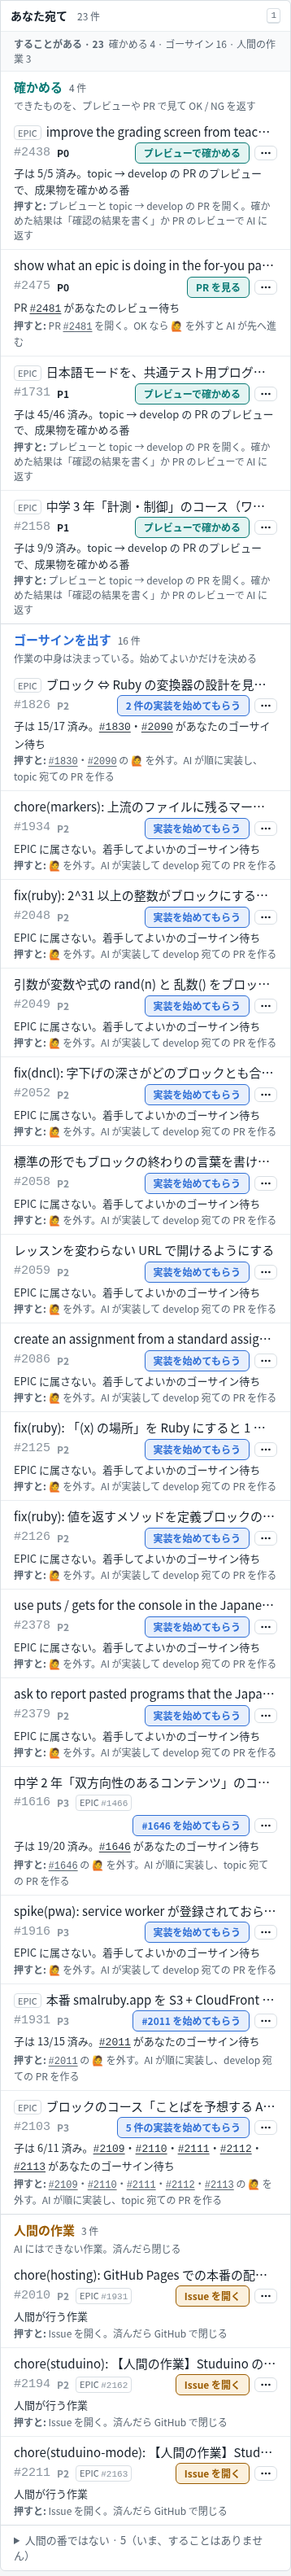 あなた宛て 23 件 1
することがある · 23 確かめる 4 · ゴーサイン 16 · 人間の作
業 3
確かめる 4 件
できたものを、プレビューや PR で見て OK / NG を返す
EPIC improve the grading screen from teac…
#2438 P0 プレビューで確かめる •••
子は 5/5 済み。topic → develop の PR のプレビュー
で、成果物を確かめる番
押すと: プレビューと topic → develop の PR を開く。確か
めた結果は「確認の結果を書く」か PR のレビューで AI に
返す
show what an epic is doing in the for-you pa…
#2475 P0 PR を見る •••
PR #2481 があなたのレビュー待ち
押すと: PR #2481 を開く。OK なら 🙋 を外すと AI が先へ進
む
EPIC 日本語モードを、共通テスト用プログ…
#1731 P1 プレビューで確かめる •••
子は 45/46 済み。topic → develop の PR のプレビュー
で、成果物を確かめる番
押すと: プレビューと topic → develop の PR を開く。確か
めた結果は「確認の結果を書く」か PR のレビューで AI に
返す
EPIC 中学 3 年「計測・制御」のコース（ワ…
#2158 P1 プレビューで確かめる •••
子は 9/9 済み。topic → develop の PR のプレビュー
で、成果物を確かめる番
押すと: プレビューと topic → develop の PR を開く。確か
めた結果は「確認の結果を書く」か PR のレビューで AI に
返す
ゴーサインを出す 16 件
作業の中身は決まっている。始めてよいかだけを決める
EPIC ブロック ⇔ Ruby の変換器の設計を見…
#1826 P2 2 件の実装を始めてもらう •••
子は 15/17 済み。#1830・#2090 があなたのゴーサイ
ン待ち
押すと: #1830・#2090 の 🙋 を外す。AI が順に実装し、
topic 宛ての PR を作る
chore(markers): 上流のファイルに残るマー…
#1934 P2 実装を始めてもらう •••
EPIC に属さない。着手してよいかのゴーサイン待ち
押すと: 🙋 を外す。AI が実装して develop 宛ての PR を作る
fix(ruby): 2^31 以上の整数がブロックにする…
#2048 P2 実装を始めてもらう •••
EPIC に属さない。着手してよいかのゴーサイン待ち
押すと: 🙋 を外す。AI が実装して develop 宛ての PR を作る
引数が変数や式の rand(n) と 乱数() をブロッ…
#2049 P2 実装を始めてもらう •••
EPIC に属さない。着手してよいかのゴーサイン待ち
押すと: 🙋 を外す。AI が実装して develop 宛ての PR を作る
fix(dncl): 字下げの深さがどのブロックとも合…
#2052 P2 実装を始めてもらう •••
EPIC に属さない。着手してよいかのゴーサイン待ち
押すと: 🙋 を外す。AI が実装して develop 宛ての PR を作る
標準の形でもブロックの終わりの言葉を書け…
#2058 P2 実装を始めてもらう •••
EPIC に属さない。着手してよいかのゴーサイン待ち
押すと: 🙋 を外す。AI が実装して develop 宛ての PR を作る
レッスンを変わらない URL で開けるようにする
#2059 P2 実装を始めてもらう •••
EPIC に属さない。着手してよいかのゴーサイン待ち
押すと: 🙋 を外す。AI が実装して develop 宛ての PR を作る
create an assignment from a standard assig…
#2086 P2 実装を始めてもらう •••
EPIC に属さない。着手してよいかのゴーサイン待ち
押すと: 🙋 を外す。AI が実装して develop 宛ての PR を作る
fix(ruby): 「(x) の場所」を Ruby にすると 1 …
#2125 P2 実装を始めてもらう •••
EPIC に属さない。着手してよいかのゴーサイン待ち
押すと: 🙋 を外す。AI が実装して develop 宛ての PR を作る
fix(ruby): 値を返すメソッドを定義ブロックの…
#2126 P2 実装を始めてもらう •••
EPIC に属さない。着手してよいかのゴーサイン待ち
押すと: 🙋 を外す。AI が実装して develop 宛ての PR を作る
use puts / gets for the console in the Japane…
#2378 P2 実装を始めてもらう •••
EPIC に属さない。着手してよいかのゴーサイン待ち
押すと: 🙋 を外す。AI が実装して develop 宛ての PR を作る
ask to report pasted programs that the Japa…
#2379 P2 実装を始めてもらう •••
EPIC に属さない。着手してよいかのゴーサイン待ち
押すと: 🙋 を外す。AI が実装して develop 宛ての PR を作る
中学 2 年「双方向性のあるコンテンツ」のコ…
#1616 P3 EPIC #1466
#1646 を始めてもらう •••
子は 19/20 済み。#1646 があなたのゴーサイン待ち
押すと: #1646 の 🙋 を外す。AI が順に実装し、topic 宛て
の PR を作る
spike(pwa): service worker が登録されておら…
#1916 P3 実装を始めてもらう •••
EPIC に属さない。着手してよいかのゴーサイン待ち
押すと: 🙋 を外す。AI が実装して develop 宛ての PR を作る
EPIC 本番 smalruby.app を S3 + CloudFront …
#1931 P3 #2011 を始めてもらう •••
子は 13/15 済み。#2011 があなたのゴーサイン待ち
押すと: #2011 の 🙋 を外す。AI が順に実装し、develop 宛
ての PR を作る
EPIC ブロックのコース「ことばを予想する A…
#2103 P3 5 件の実装を始めてもらう •••
子は 6/11 済み。#2109・#2110・#2111・#2112・
#2113 があなたのゴーサイン待ち
押すと: #2109・#2110・#2111・#2112・#2113 の 🙋 を
外す。AI が順に実装し、topic 宛ての PR を作る
人間の作業 3 件
AI にはできない作業。済んだら閉じる
chore(hosting): GitHub Pages での本番の配…
#2010 P2 EPIC #1931 Issue を開く •••
人間が行う作業
押すと: Issue を開く。済んだら GitHub で閉じる
chore(studuino): 【人間の作業】Studuino の…
#2194 P2 EPIC #2162 Issue を開く •••
人間が行う作業
押すと: Issue を開く。済んだら GitHub で閉じる
chore(studuino-mode): 【人間の作業】Stud…
#2211 P2 EPIC #2163 Issue を開く •••
人間が行う作業
押すと: Issue を開く。済んだら GitHub で閉じる
▶ 人間の番ではない · 5（いま、することはありませ
ん）